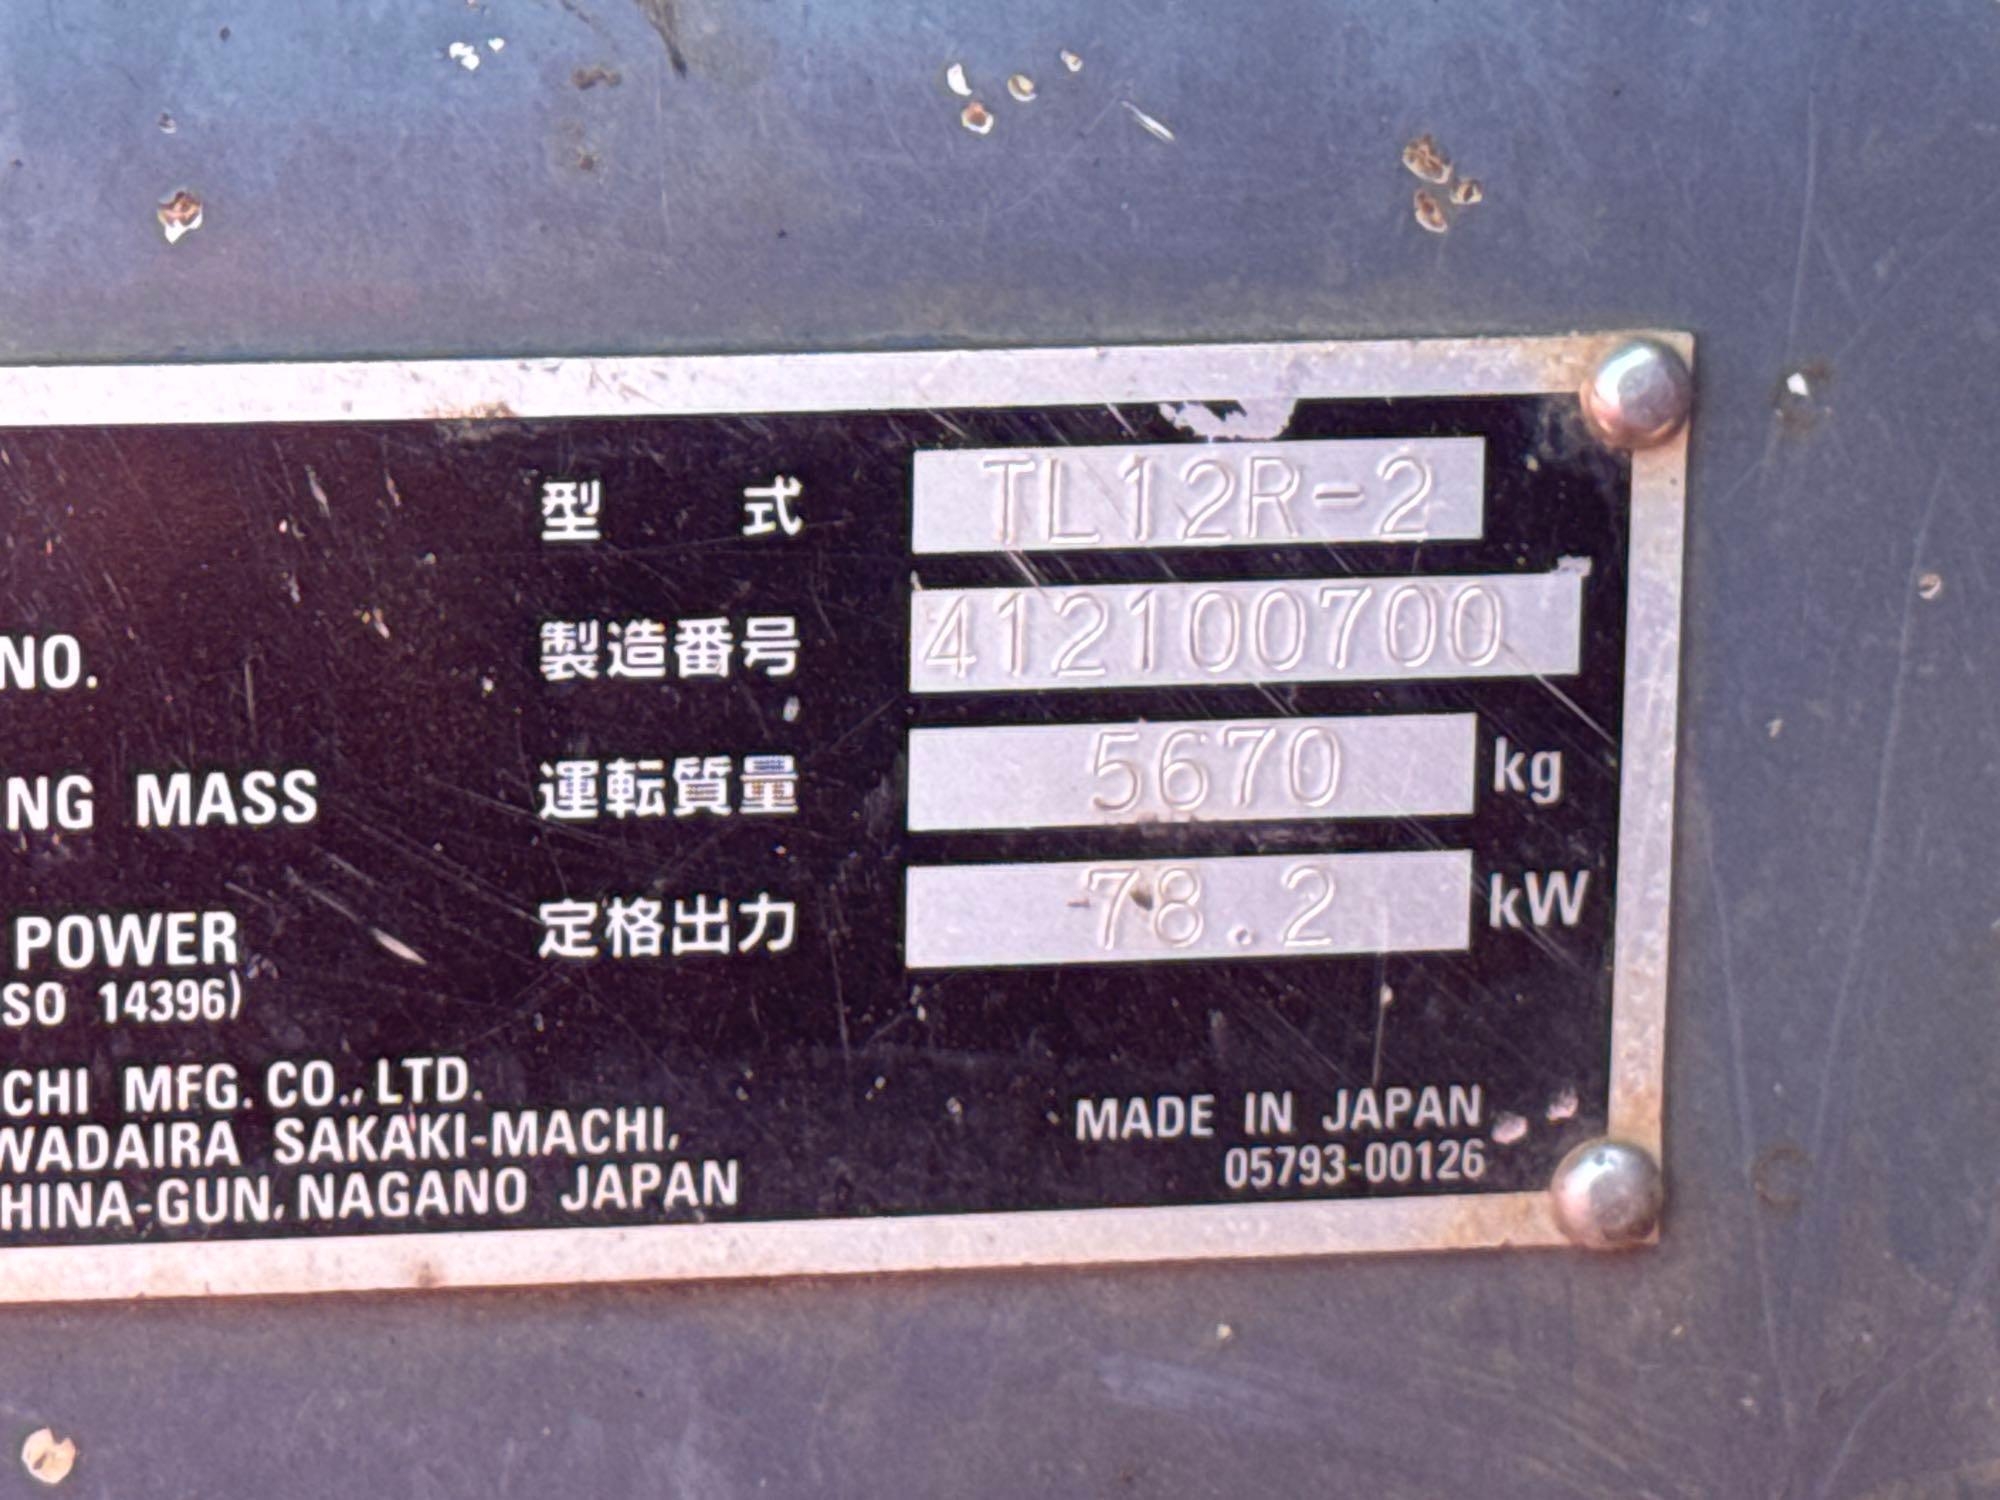 型 式 TL12R-2
NO. 製造番号 412100700
NG MASS 運転質量 5670 kg
POWER 定格出力 78.2 kW
SO 14396)
CHI MFG. CO., LTD.
WADAIRA SAKAKI-MACHI,
HINA-GUN, NAGANO JAPAN
MADE IN JAPAN
05793-00126